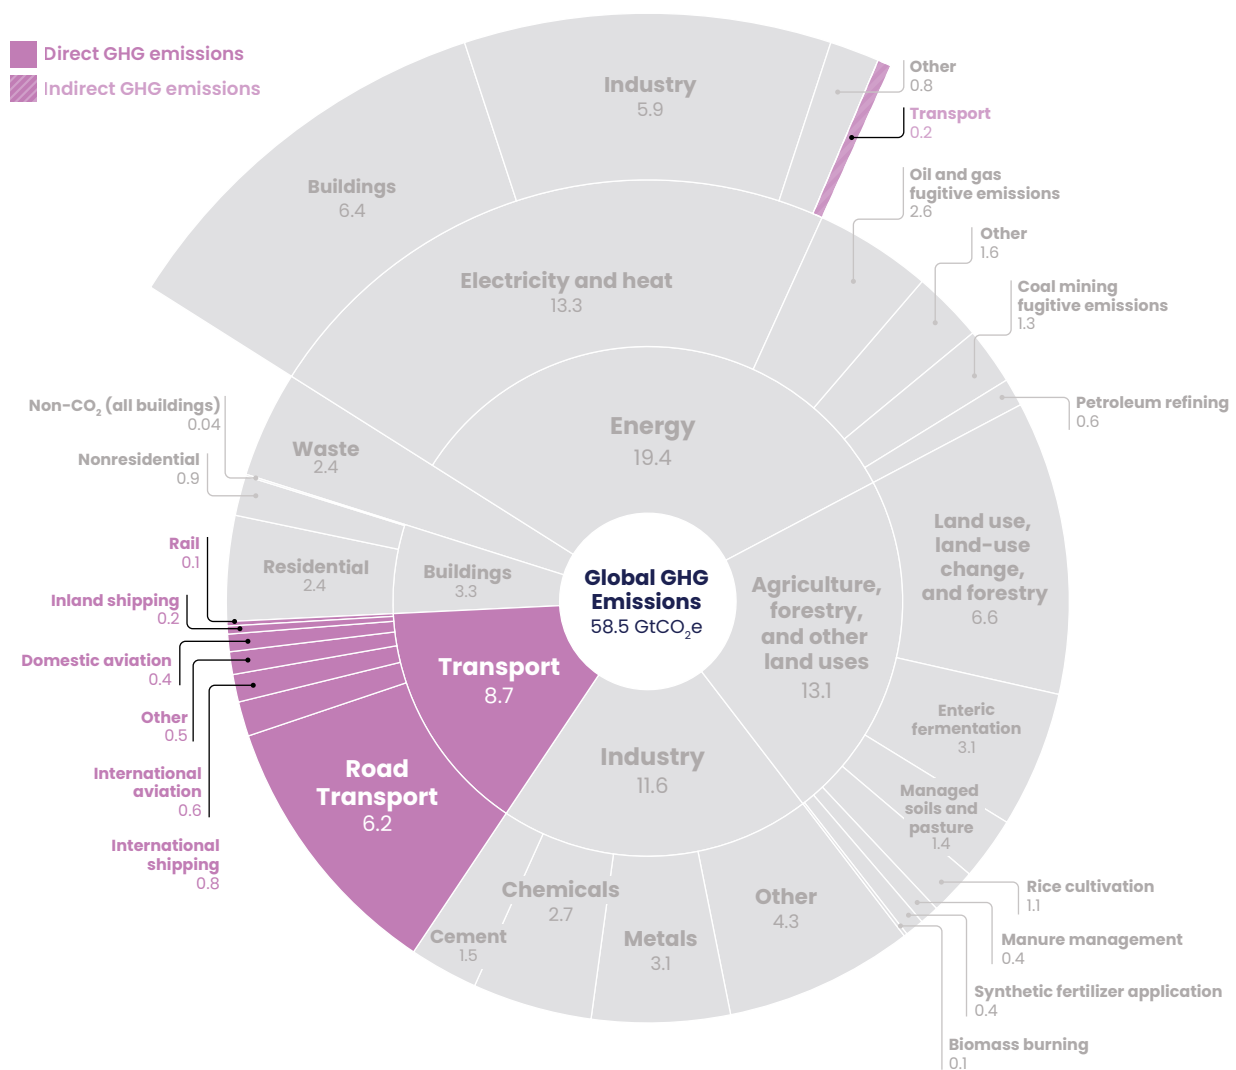 Direct GHG emissions
Indirect GHG emissions
Industry
5.9
Other
0.8
Transport
0.2
Buildings
6.4
Oil and gas
fugitive emissions
2.6
Other
1.6
Electricity and heat
13.3
Coal mining
fugitive emissions
1.3
Petroleum refining
0.6
Energy
19.4
Non-CO₂ (all buildings)
0.04
Waste
2.4
Nonresidential
0.9
Land use,
land-use
change,
and forestry
6.6
Rail
0.1
Residential
2.4
Buildings
3.3
Global GHG
Emissions
58.5 GtCO₂e
Agriculture,
forestry,
and other
land uses
13.1
Inland shipping
0.2
Domestic aviation
0.4
Transport
8.7
Other
0.5
Enteric
fermentation
3.1
International
aviation
0.6
Road
Transport
6.2
Industry
11.6
Managed
soils and
pasture
1.4
International
shipping
0.8
Chemicals
2.7
Other
4.3
Rice cultivation
1.1
Cement
1.5
Metals
3.1
Manure management
0.4
Synthetic fertilizer application
0.4
Biomass burning
0.1